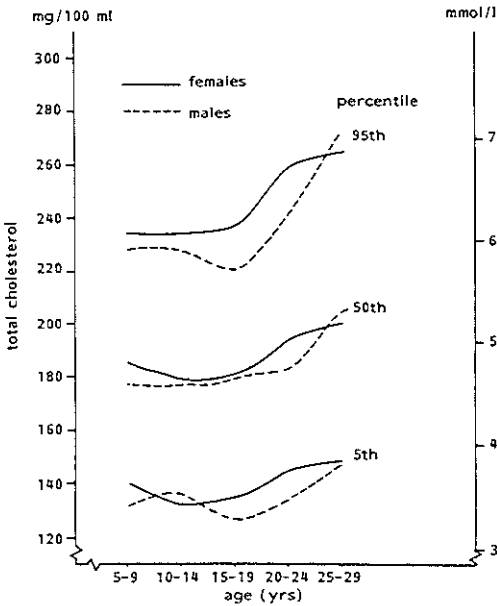 mg/100 ml
mmol/l
300
280
260
240
220
200
180
160
140
120
total cholesterol
females
males
percentile
95th
50th
5th
7
6
5
4
3
5-9 10-14 15-19 20-24 25-29
age (yrs)